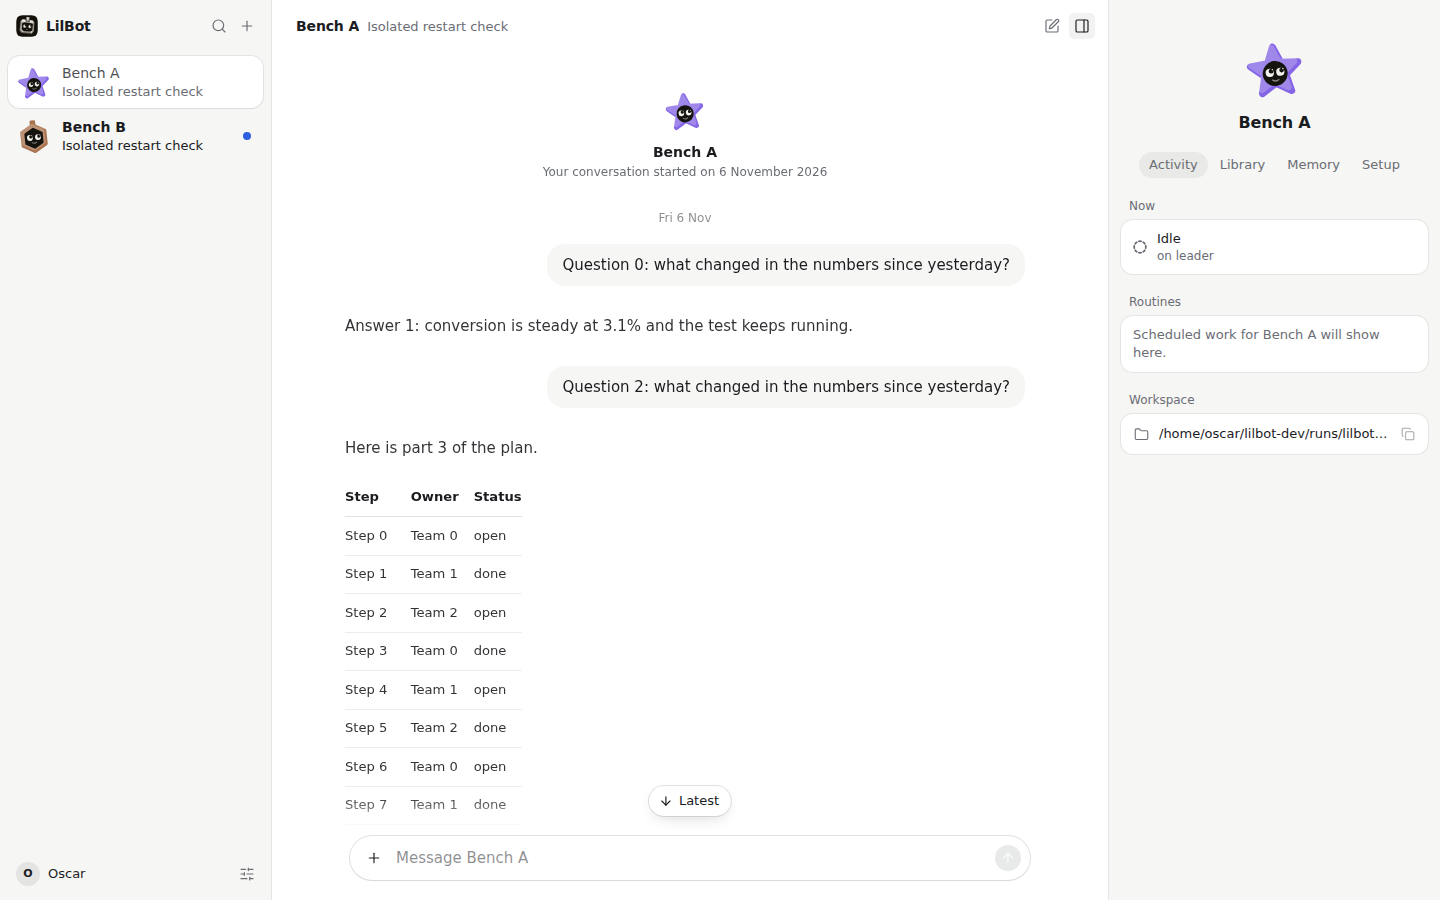 LilBot
Bench A
Isolated restart check
Bench B
Isolated restart check
O Oscar
Bench A Isolated restart check
Bench A
Your conversation started on 6 November 2026
Fri 6 Nov
Question 0: what changed in the numbers since yesterday?
Answer 1: conversion is steady at 3.1% and the test keeps running.
Question 2: what changed in the numbers since yesterday?
Here is part 3 of the plan.
Step Owner Status
Step 0 Team 0 open
Step 1 Team 1 done
Step 2 Team 2 open
Step 3 Team 0 done
Step 4 Team 1 open
Step 5 Team 2 done
Step 6 Team 0 open
Step 7 Team 1 done
Latest
Message Bench A
Bench A
Activity Library Memory Setup
Now
Idle
on leader
Routines
Scheduled work for Bench A will show
here.
Workspace
/home/oscar/lilbot-dev/runs/lilbot…